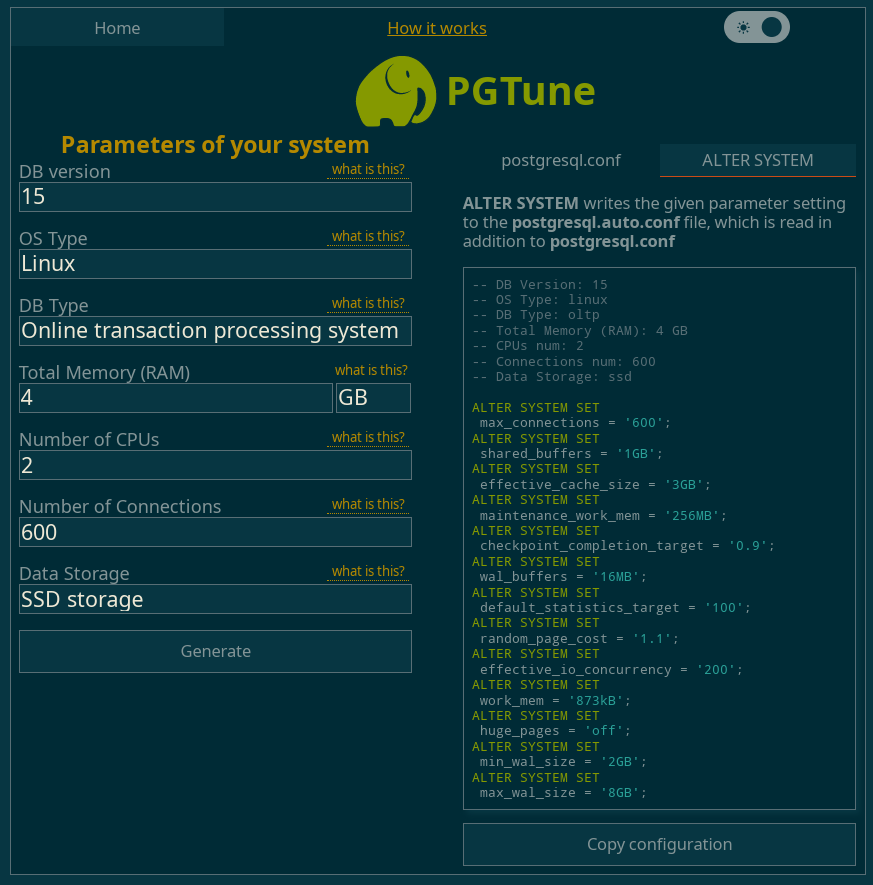 Home
How it works
PGTune
Parameters of your system
DB version
what is this?
15
OS Type
what is this?
Linux
DB Type
what is this?
Online transaction processing system
Total Memory (RAM)
what is this?
4
GB
Number of CPUs
what is this?
2
Number of Connections
what is this?
600
Data Storage
what is this?
SSD storage
Generate
postgresql.conf
ALTER SYSTEM
ALTER SYSTEM writes the given parameter setting
to the postgresql.auto.conf file, which is read in
addition to postgresql.conf
-- DB Version: 15
-- OS Type: linux
-- DB Type: oltp
-- Total Memory (RAM): 4 GB
-- CPUs num: 2
-- Connections num: 600
-- Data Storage: ssd
ALTER SYSTEM SET
max_connections = '600';
ALTER SYSTEM SET
shared_buffers = '1GB';
ALTER SYSTEM SET
effective_cache_size = '3GB';
ALTER SYSTEM SET
maintenance_work_mem = '256MB';
ALTER SYSTEM SET
checkpoint_completion_target = '0.9';
ALTER SYSTEM SET
wal_buffers = '16MB';
ALTER SYSTEM SET
default_statistics_target = '100';
ALTER SYSTEM SET
random_page_cost = '1.1';
ALTER SYSTEM SET
effective_io_concurrency = '200';
ALTER SYSTEM SET
work_mem = '873kB';
ALTER SYSTEM SET
huge_pages = 'off';
ALTER SYSTEM SET
min_wal_size = '2GB';
ALTER SYSTEM SET
max_wal_size = '8GB';
Copy configuration